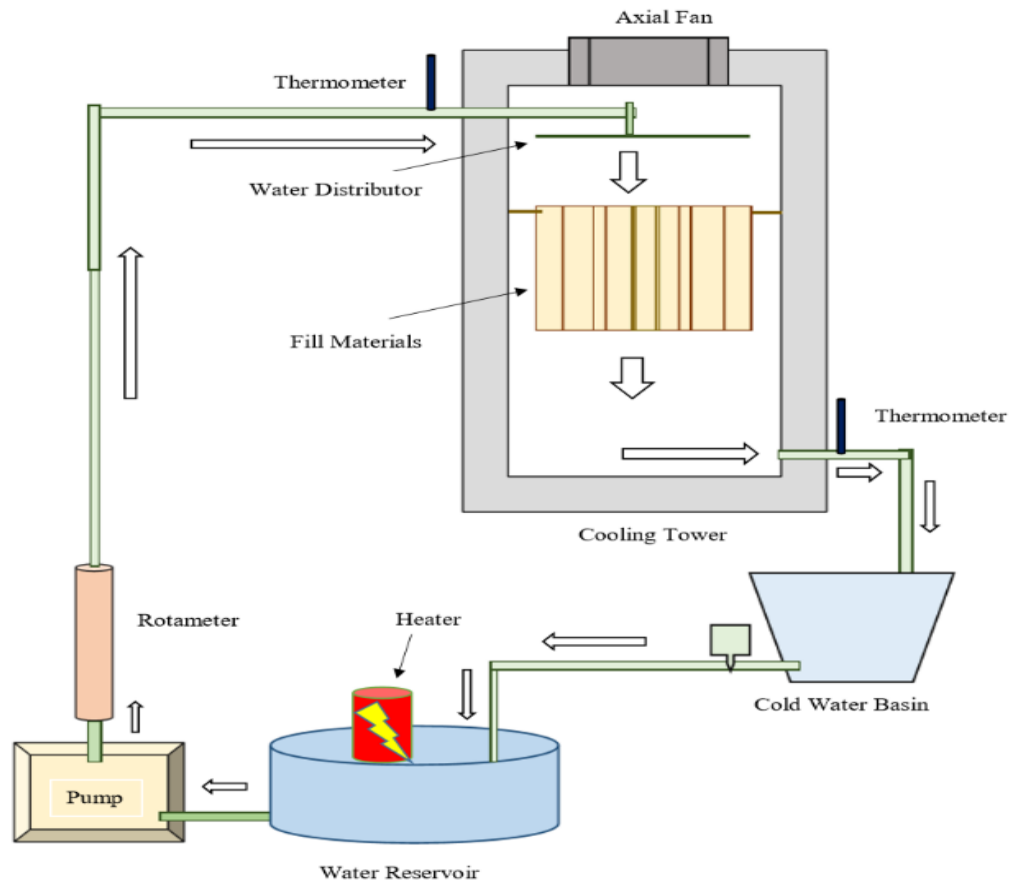 Axial Fan
Thermometer
Water Distributor
Fill Materials
Thermometer
Cooling Tower
Rotameter
Heater
Cold Water Basin
Pump
Water Reservoir